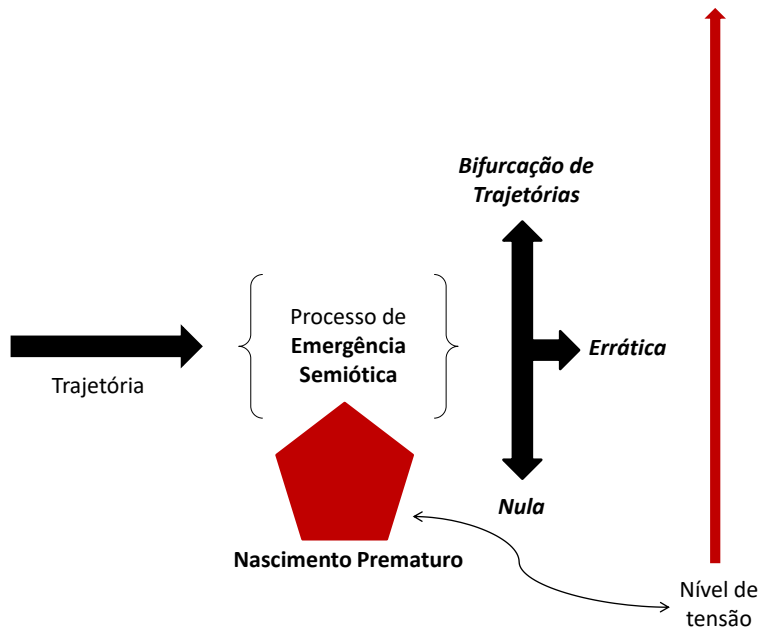 Bifurcação de
Trajetórias
Processo de
Emergência
Semiótica
Errática
Trajetória
Nula
Nascimento Prematuro
Nível de
tensão